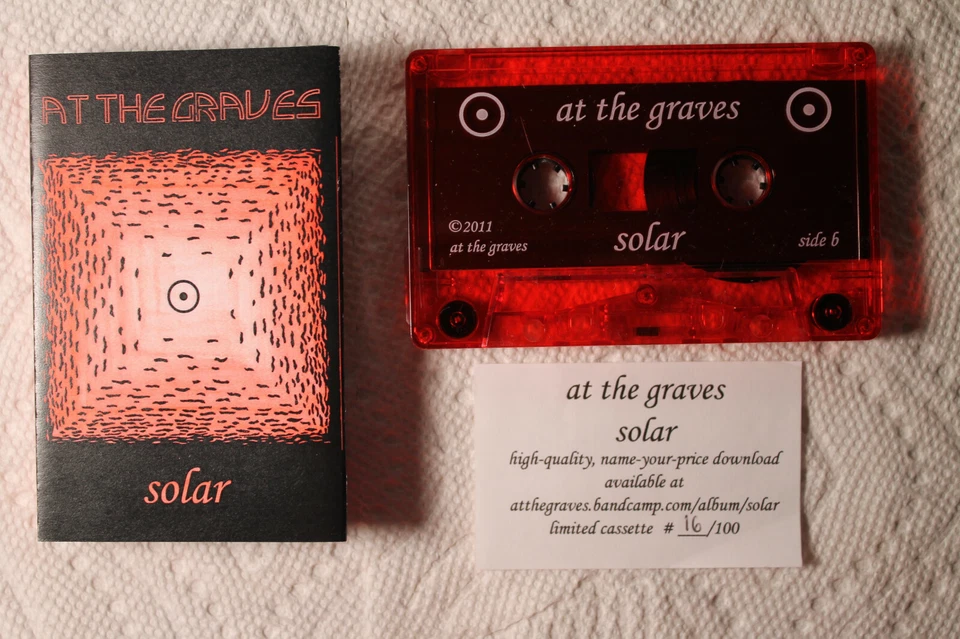 AT THE GRAVES
solar
at the graves
©2011
at the graves
solar
side b
at the graves
solar
high-quality, name-your-price download
available at
atthegraves.bandcamp.com/album/solar
limited cassette # 16/100